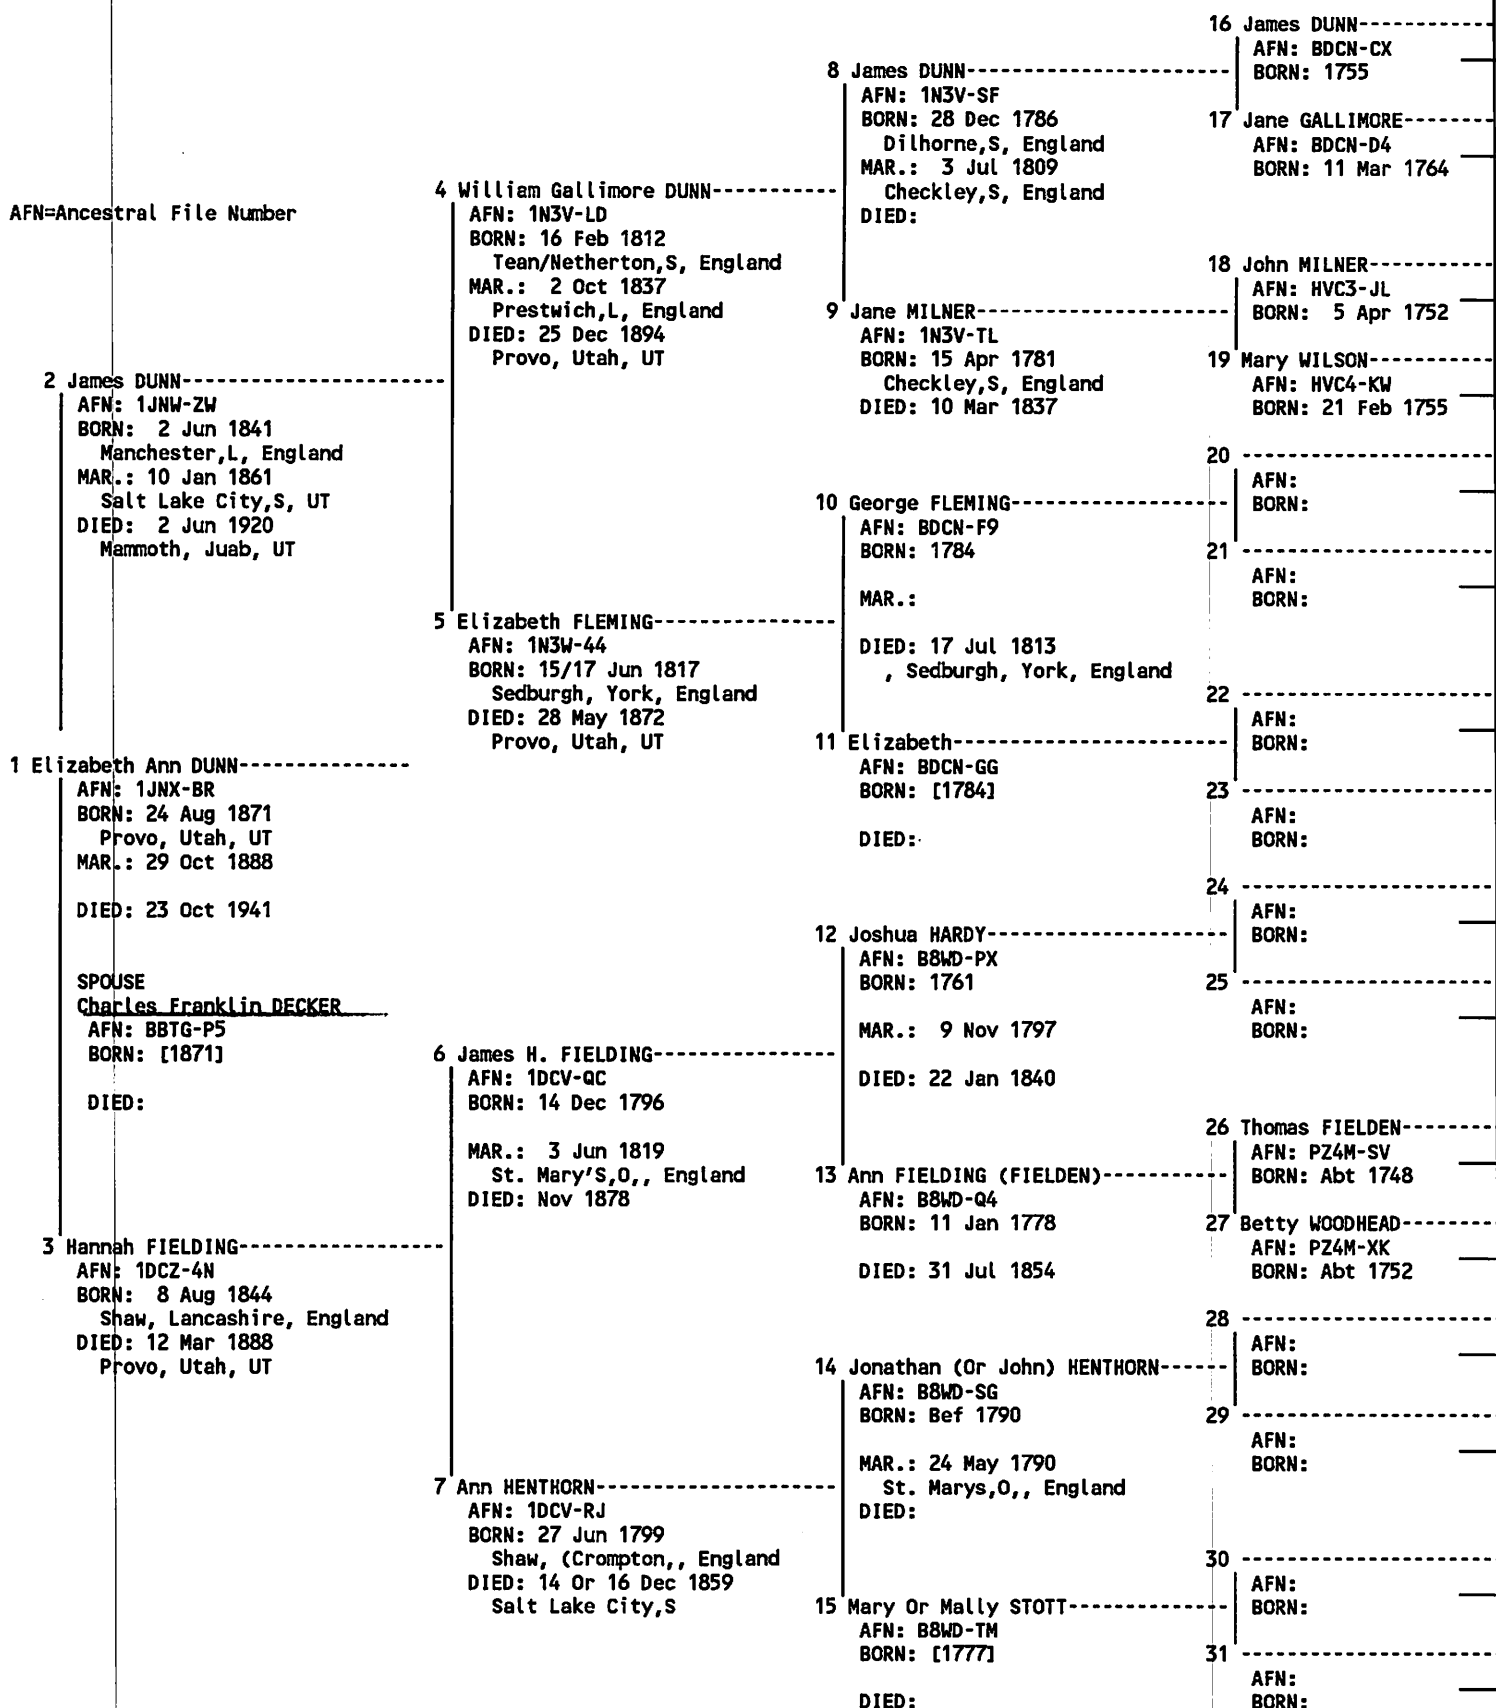 AFN=Ancestral File Number
1 Elizabeth Ann DUNN
AFN: 1JNX-BR
BORN: 24 Aug 1871
Provo, Utah, UT
MAR.: 29 Oct 1888
DIED: 23 Oct 1941
SPOUSE
Charles Franklin DECKER
AFN: BBTG-P5
BORN: [1871]
DIED:
2 James DUNN
AFN: 1JNW-ZW
BORN: 2 Jun 1841
Manchester,L, England
MAR.: 10 Jan 1861
Salt Lake City,S, UT
DIED: 2 Jun 1920
Mammoth, Juab, UT
3 Hannah FIELDING
AFN: 1DCZ-4N
BORN: 8 Aug 1844
Shaw, Lancashire, England
DIED: 12 Mar 1888
Provo, Utah, UT
4 William Gallimore DUNN
AFN: 1N3V-LD
BORN: 16 Feb 1812
Tean/Netherton,S, England
MAR.: 2 Oct 1837
Prestwich,L, England
DIED: 25 Dec 1894
Provo, Utah, UT
5 Elizabeth FLEMING
AFN: 1N3W-44
BORN: 15/17 Jun 1817
Sedburgh, York, England
DIED: 28 May 1872
Provo, Utah, UT
6 James H. FIELDING
AFN: 1DCV-QC
BORN: 14 Dec 1796
MAR.: 3 Jun 1819
St. Mary'S,O,, England
DIED: Nov 1878
7 Ann HENTHORN
AFN: 1DCV-RJ
BORN: 27 Jun 1799
Shaw, (Crompton,, England
DIED: 14 Or 16 Dec 1859
Salt Lake City,S
8 James DUNN
AFN: 1N3V-SF
BORN: 28 Dec 1786
Dilhorne,S, England
MAR.: 3 Jul 1809
Checkley,S, England
DIED:
9 Jane MILNER
AFN: 1N3V-TL
BORN: 15 Apr 1781
Checkley,S, England
DIED: 10 Mar 1837
10 George FLEMING
AFN: BDCN-F9
BORN: 1784
MAR.:
DIED: 17 Jul 1813
, Sedburgh, York, England
11 Elizabeth
AFN: BDCN-GG
BORN: [1784]
DIED:
12 Joshua HARDY
AFN: B8WD-PX
BORN: 1761
MAR.: 9 Nov 1797
DIED: 22 Jan 1840
13 Ann FIELDING (FIELDEN)
AFN: B8WD-Q4
BORN: 11 Jan 1778
DIED: 31 Jul 1854
14 Jonathan (Or John) HENTHORN
AFN: B8WD-SG
BORN: Bef 1790
MAR.: 24 May 1790
St. Marys,O,, England
DIED:
15 Mary Or Mally STOTT
AFN: B8WD-TM
BORN: [1777]
DIED:
16 James DUNN
AFN: BDCN-CX
BORN: 1755
17 Jane GALLIMORE
AFN: BDCN-D4
BORN: 11 Mar 1764
18 John MILNER
AFN: HVC3-JL
BORN: 5 Apr 1752
19 Mary WILSON
AFN: HVC4-KW
BORN: 21 Feb 1755
20
AFN:
BORN:
21
AFN:
BORN:
22
AFN:
BORN:
23
AFN:
BORN:
24
AFN:
BORN:
25
AFN:
BORN:
26 Thomas FIELDEN
AFN: PZ4M-SV
BORN: Abt 1748
27 Betty WOODHEAD
AFN: PZ4M-XK
BORN: Abt 1752
28
AFN:
BORN:
29
AFN:
BORN:
30
AFN:
BORN:
31
AFN:
BORN: